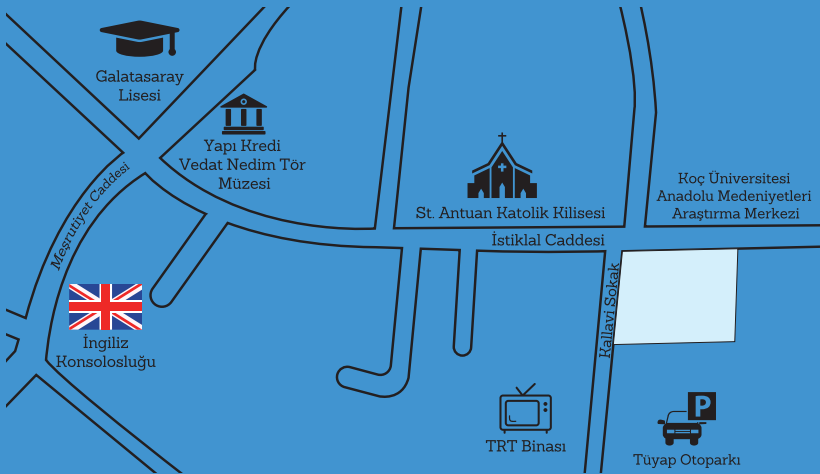 Galatasaray
Lisesi
Yapı Kredi
Vedat Nedim Tör
Müzesi
Meşrutiyet Caddesi
St. Antuan Katolik Kilisesi
Koç Üniversitesi
Anadolu Medeniyetleri
Araştırma Merkezi
İstiklal Caddesi
Kallavi Sokak
İngiliz
Konsolosluğu
TRT Binası
P
Tüyap Otoparkı